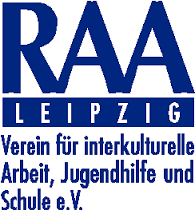 RAA
LEIPZIG
Verein für interkulturelle
Arbeit, Jugendhilfe und
Schule e.V.